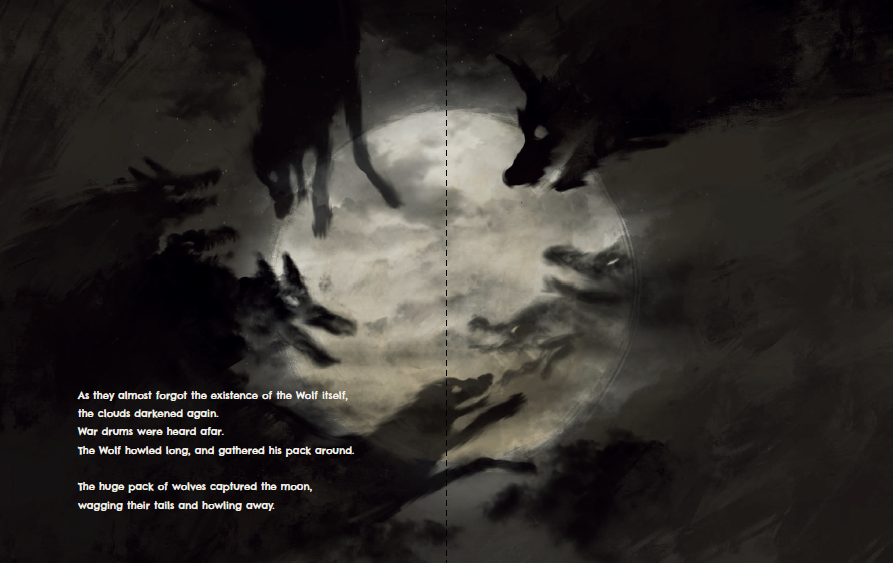 As they almost forgot the existence of the Wolf itself,
the clouds darkened again.
War drums were heard afar.
The Wolf howled long, and gathered his pack around.
The huge pack of wolves captured the moon,
wagging their tails and howling away.